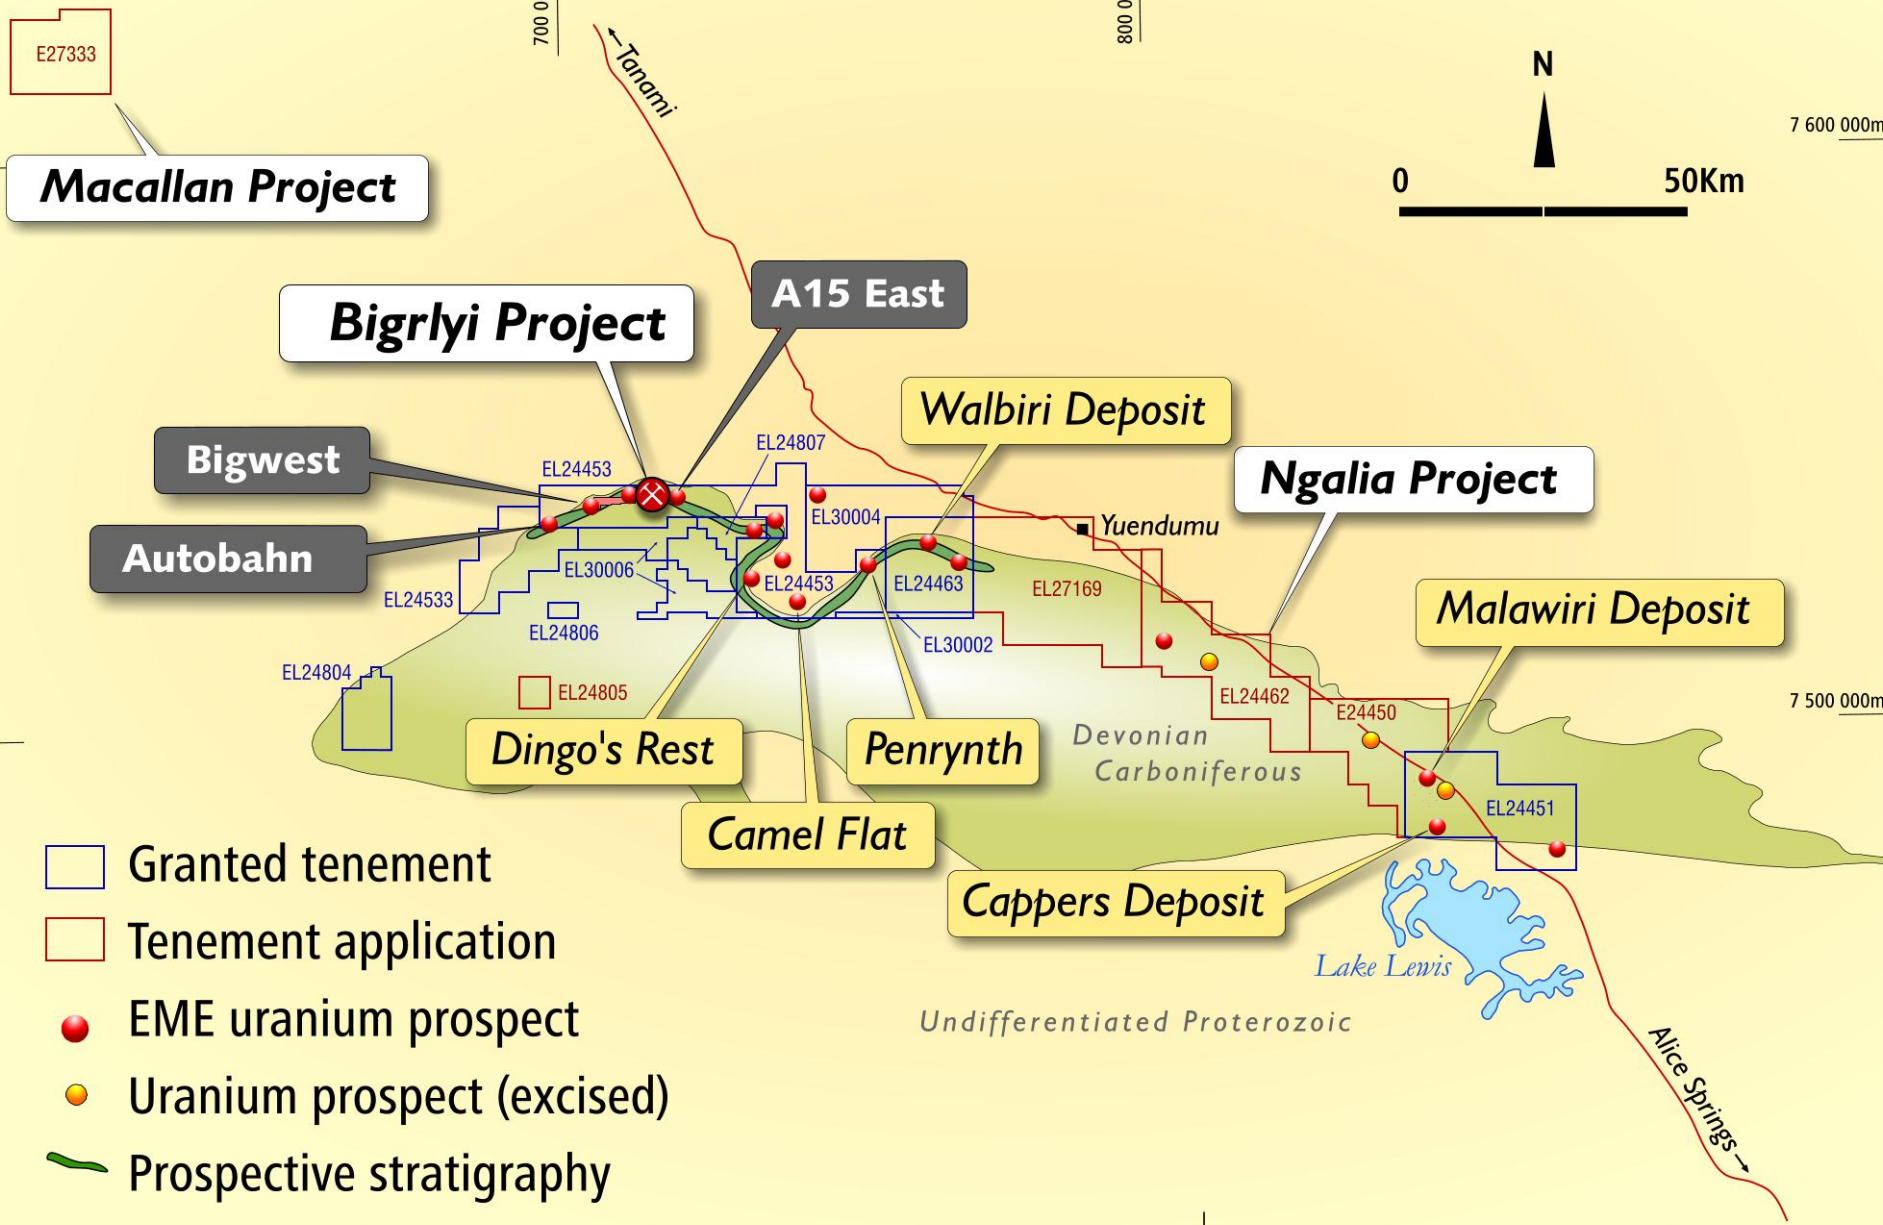 700 0
800 0
E27333
Tanami
N
7 600 000m
Macallan Project
0
50Km
A15 East
Bigrlyi Project
Walbiri Deposit
EL24807
Bigwest
EL24453
Ngalia Project
EL30004
Yuendumu
Autobahn
EL30006
EL24453
EL24463
EL27169
EL24533
Malawiri Deposit
EL24806
EL30002
EL24804
EL24805
EL24462
7 500 000m
E24450
Dingo's Rest
Penrynth
Devonian
Carboniferous
EL24451
Camel Flat
Granted tenement
Cappers Deposit
Tenement application
Lake Lewis
EME uranium prospect
Undifferentiated Proterozoic
Alice Springs
Uranium prospect (excised)
Prospective stratigraphy